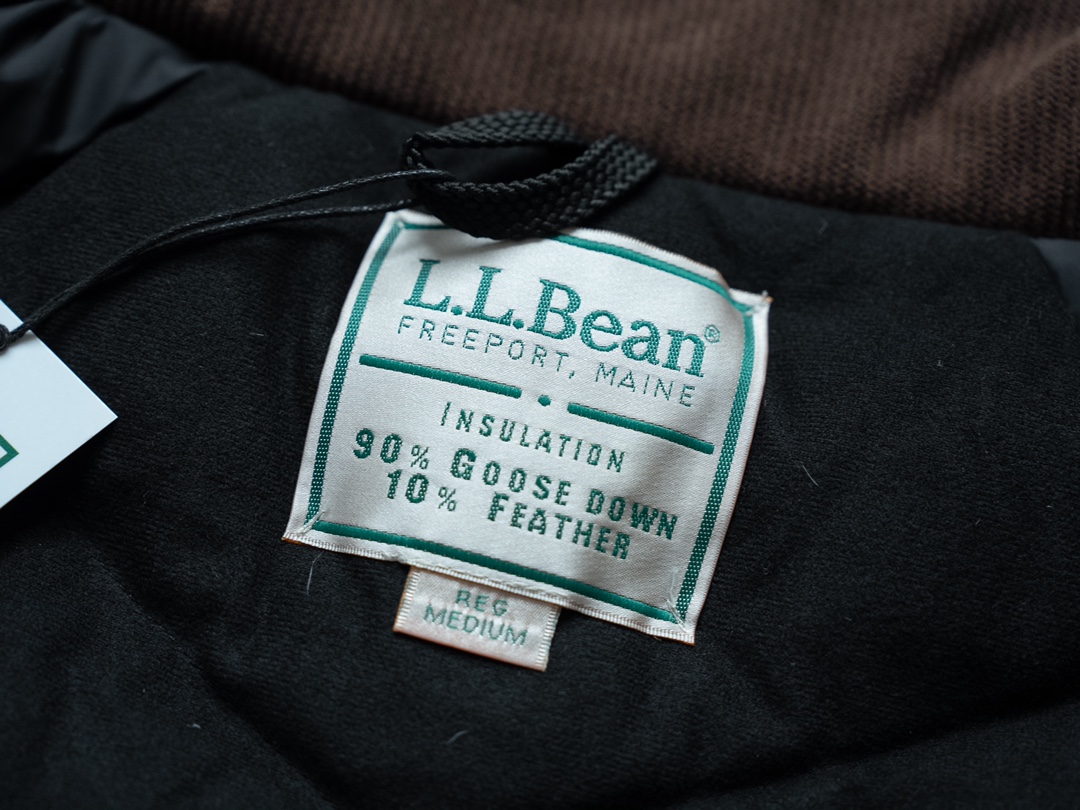 L.L.Bean®
FREEPORT, MAINE
INSULATION
90% GOOSE DOWN
10% FEATHER
REG
MEDIUM